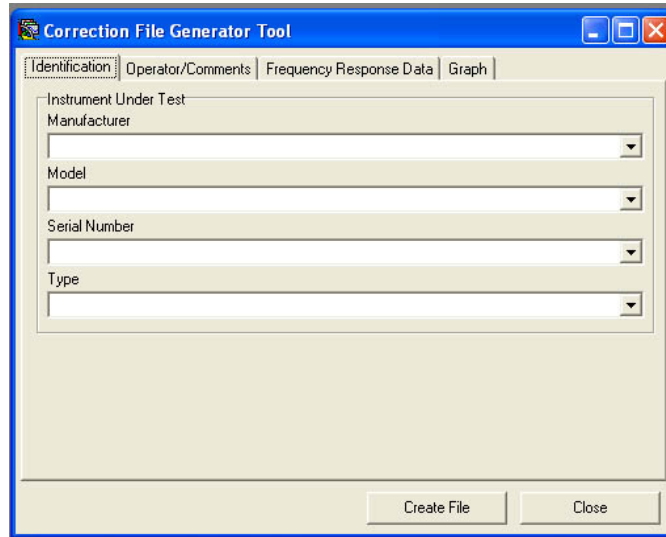 Correction File Generator Tool
Identification Operator/Comments Frequency Response Data Graph
Instrument Under Test
Manufacturer
Model
Serial Number
Type
Create File Close